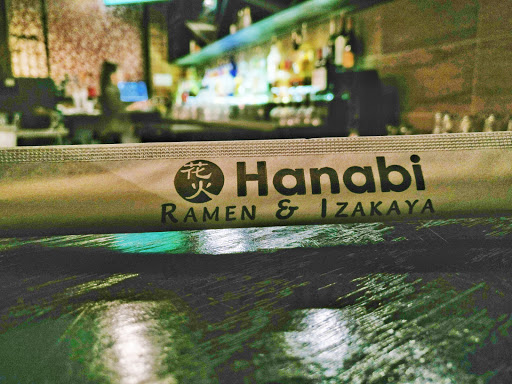 花火 Hanabi
RAMEN & IZAKAYA